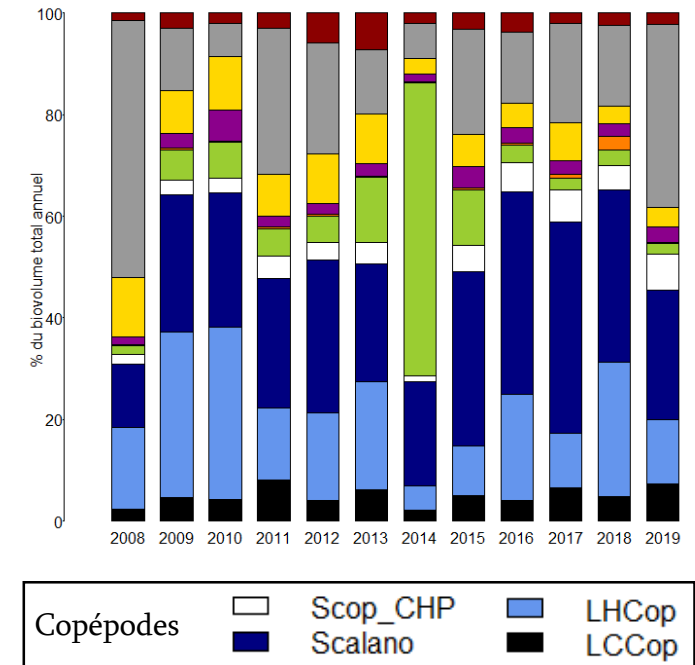 100
80
60
40
20
0
% du biovolume total annuel
2008 2009 2010 2011 2012 2013 2014 2015 2016 2017 2018 2019
Copépodes
Scop_CHP LHCop
Scalano LCCop